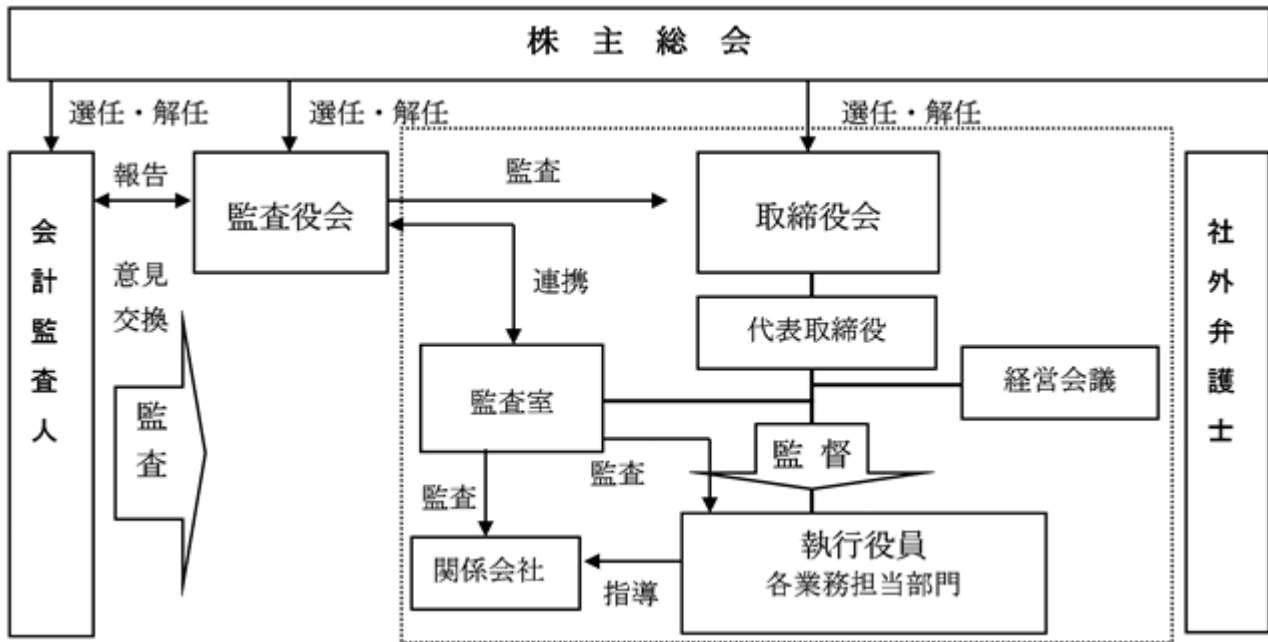 株 主 総 会
選任・解任
選任・解任
選任・解任
会計監査人
報告
意見
交換
監査
監査役会
監査
連携
取締役会
代表取締役
経営会議
監査室
監査
監査
監 督
関係会社
指導
執行役員
各業務担当部門
社外弁護士